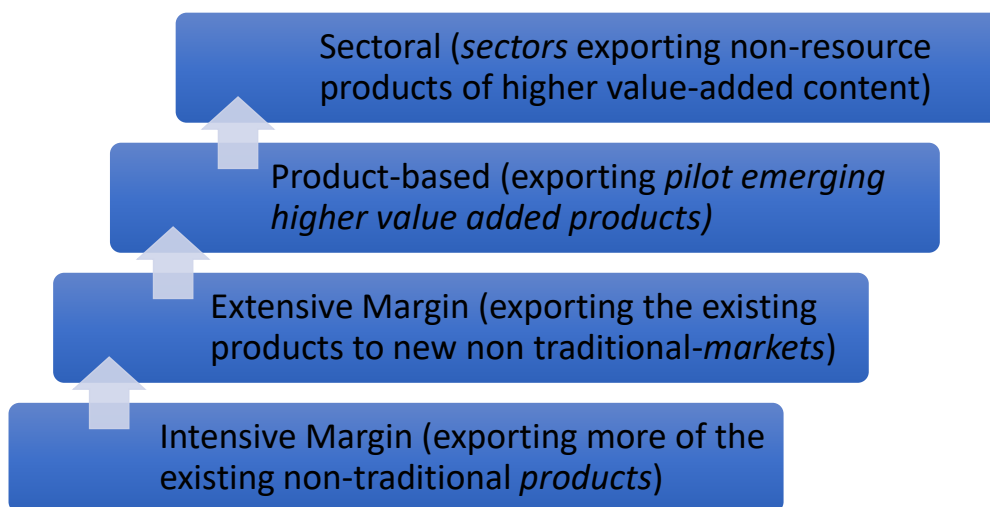 Sectoral (sectors exporting non-resource
products of higher value-added content)
Product-based (exporting pilot emerging
higher value added products)
Extensive Margin (exporting the existing
products to new non traditional-markets)
Intensive Margin (exporting more of the
existing non-traditional products)